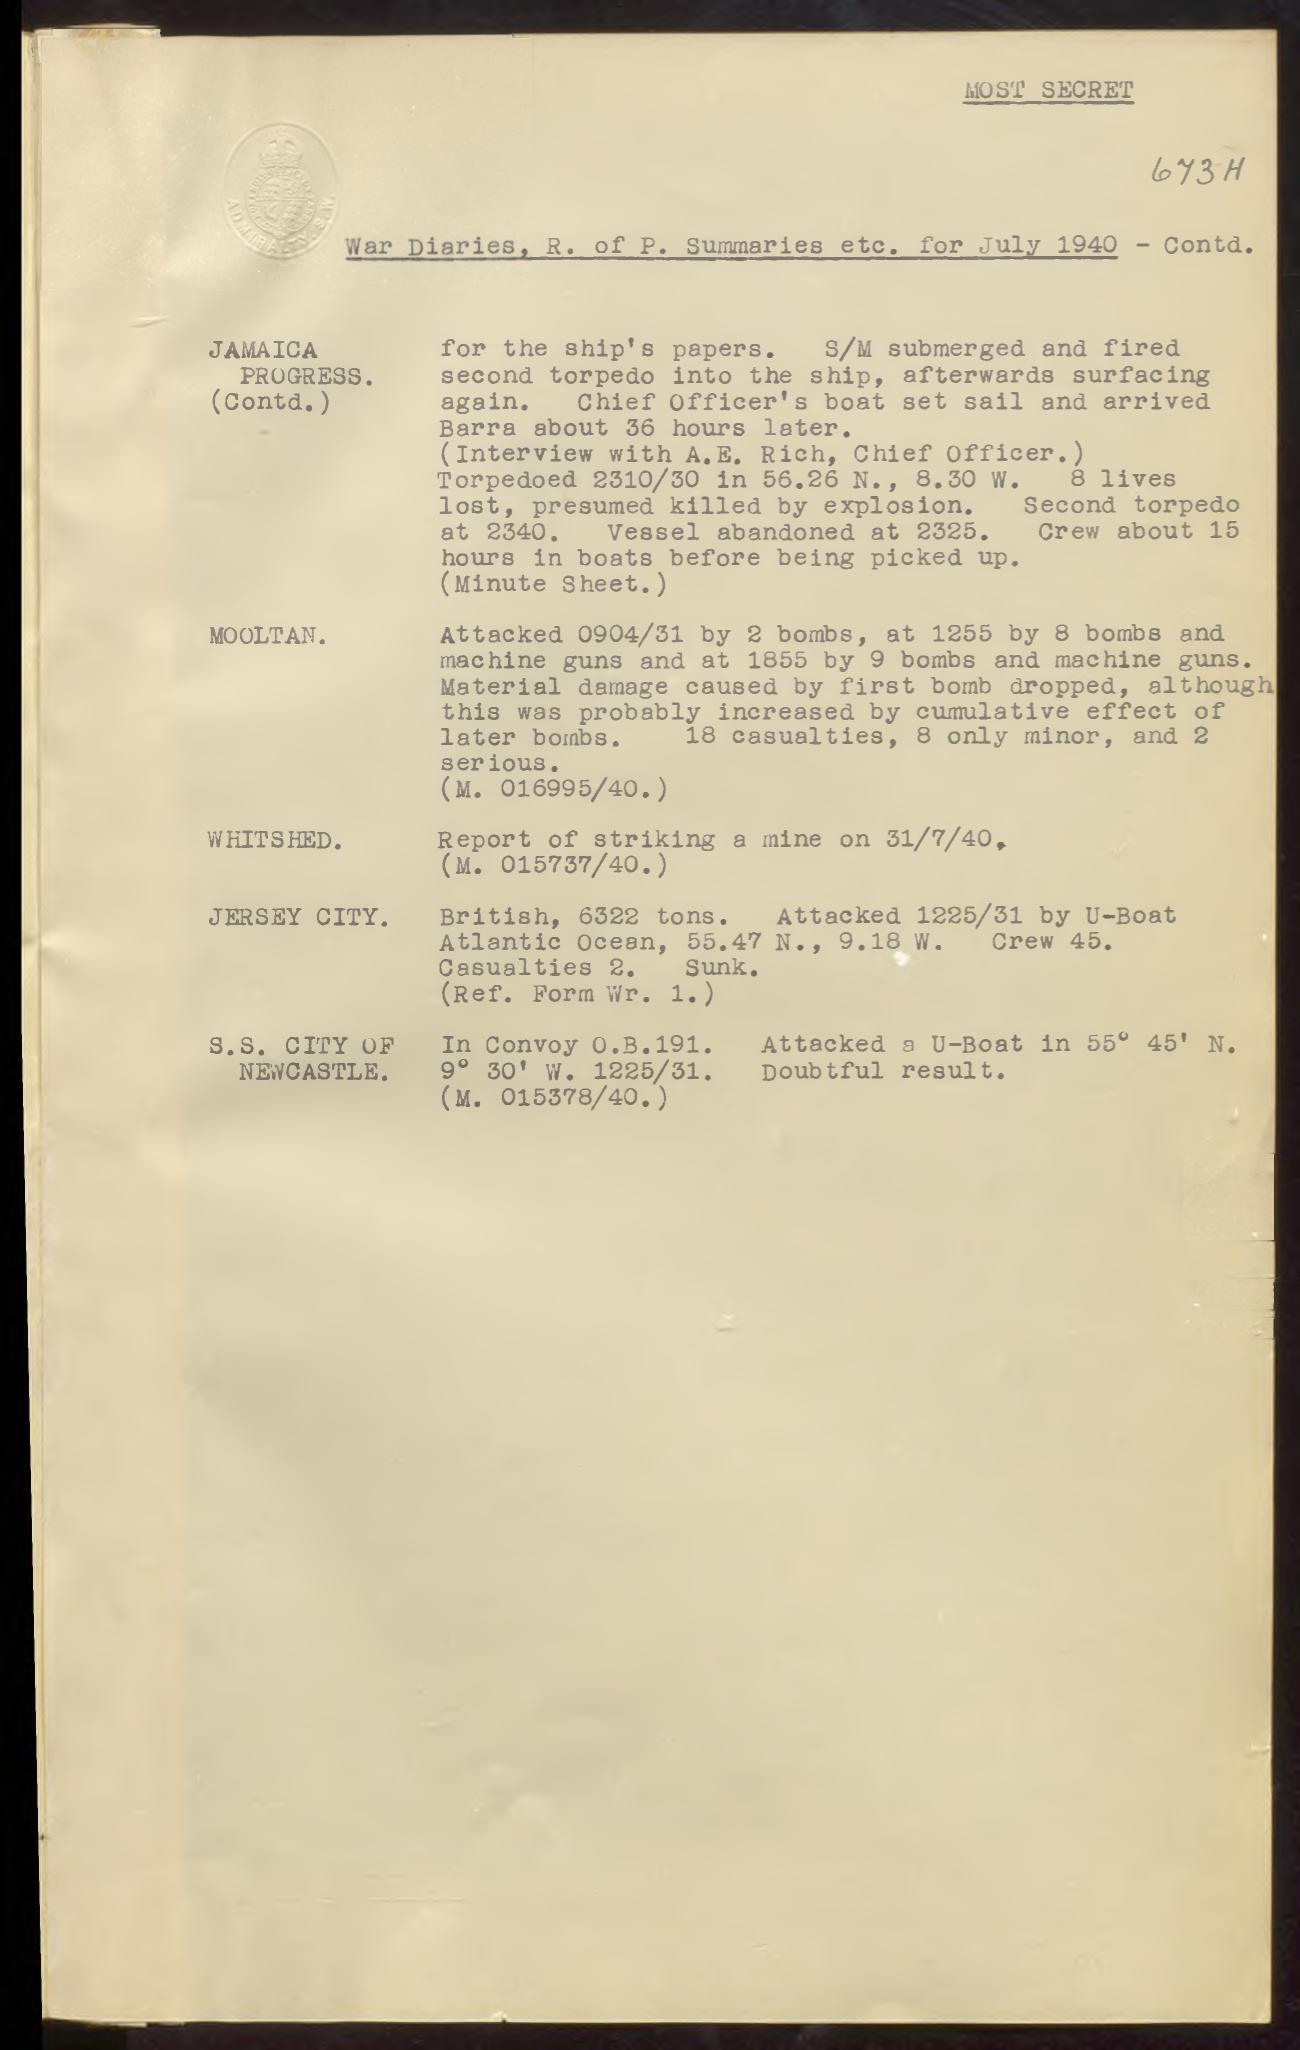 MOST SECRET
673H
ADMIRALTY. S.W.
War Diaries, R. of P. Summaries etc. for July 1940 - Contd.
JAMAICA
PROGRESS.
(Contd.)
for the ship's papers. S/M submerged and fired
second torpedo into the ship, afterwards surfacing
again. Chief Officer's boat set sail and arrived
Barra about 36 hours later.
(Interview with A.E. Rich, Chief Officer.)
Torpedoed 2310/30 in 56.26 N., 8.30 W. 8 lives
lost, presumed killed by explosion. Second torpedo
at 2340. Vessel abandoned at 2325. Crew about 15
hours in boats before being picked up.
(Minute Sheet.)
MOOLTAN.
Attacked 0904/31 by 2 bombs, at 1255 by 8 bombs and
machine guns and at 1855 by 9 bombs and machine guns.
Material damage caused by first bomb dropped, although
this was probably increased by cumulative effect of
later bombs. 18 casualties, 8 only minor, and 2
serious.
(M. 016995/40.)
WHITSHED.
Report of striking a mine on 31/7/40.
(M. 015737/40.)
JERSEY CITY.
British, 6322 tons. Attacked 1225/31 by U-Boat
Atlantic Ocean, 55.47 N., 9.18 W. Crew 45.
Casualties 2. Sunk.
(Ref. Form Wr. 1.)
S.S. CITY OF
NEWCASTLE.
In Convoy O.B.191. Attacked a U-Boat in 55° 45' N.
9° 30' W. 1225/31. Doubtful result.
(M. 015378/40.)